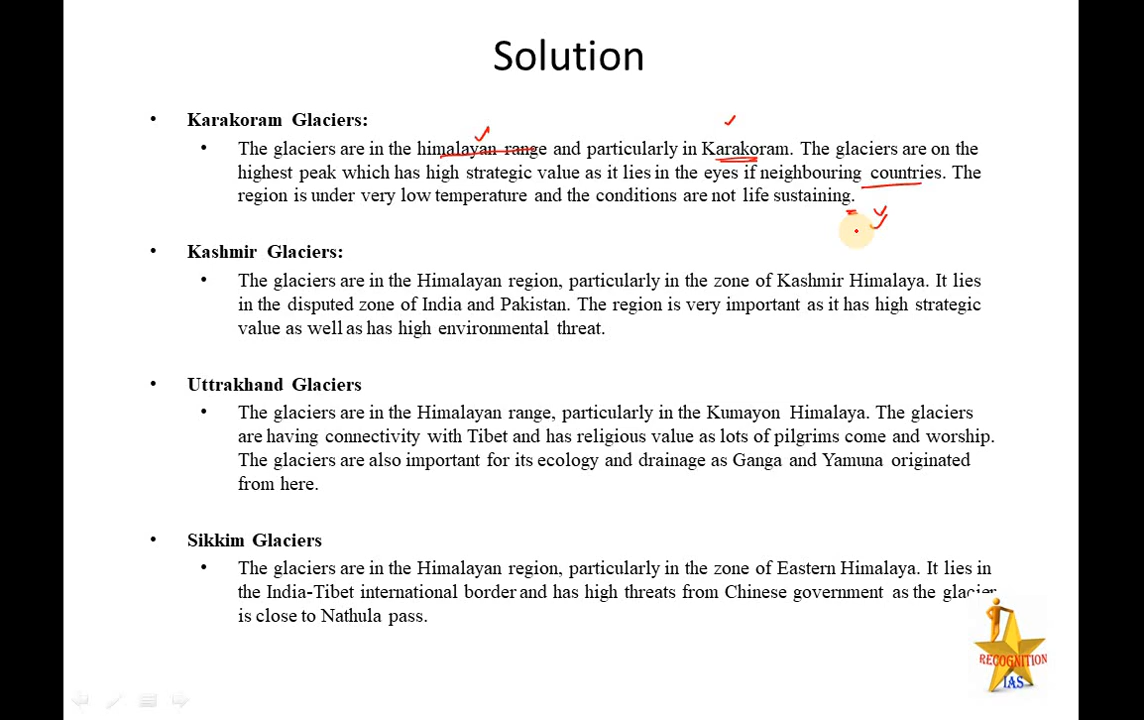 Solution
• Karakoram Glaciers:
• The glaciers are in the himalayan range and particularly in Karakoram. The glaciers are on the
highest peak which has high strategic value as it lies in the eyes if neighbouring countries. The
region is under very low temperature and the conditions are not life sustaining.
• Kashmir Glaciers:
• The glaciers are in the Himalayan region, particularly in the zone of Kashmir Himalaya. It lies
in the disputed zone of India and Pakistan. The region is very important as it has high strategic
value as well as has high environmental threat.
• Uttrakhand Glaciers
• The glaciers are in the Himalayan range, particularly in the Kumayon Himalaya. The glaciers
are having connectivity with Tibet and has religious value as lots of pilgrims come and worship.
The glaciers are also important for its ecology and drainage as Ganga and Yamuna originated
from here.
• Sikkim Glaciers
• The glaciers are in the Himalayan region, particularly in the zone of Eastern Himalaya. It lies in
the India-Tibet international border and has high threats from Chinese government as the glacier
is close to Nathula pass.
RECOGNITION
IAS